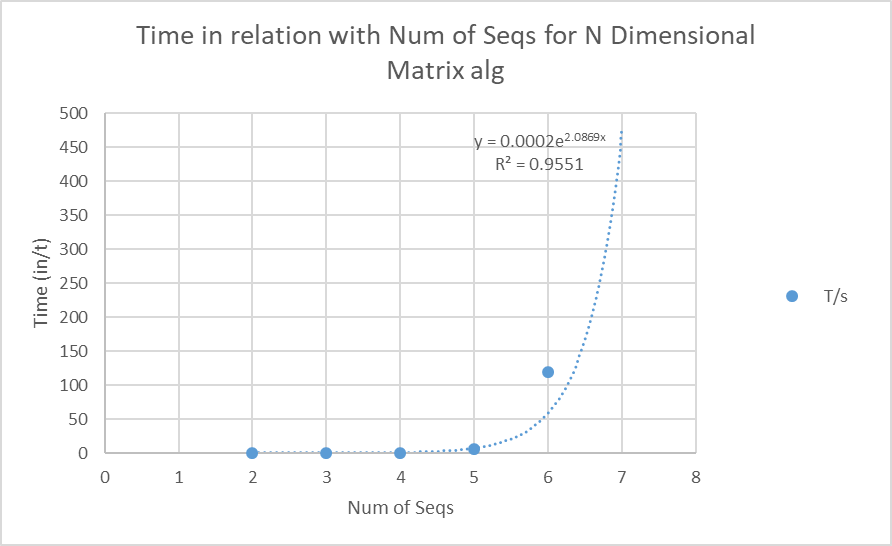 Time in relation with Num of Seqs for N Dimensional
Matrix alg
500
450
400
350
300
250
200
150
100
50
0
Time (in/t)
y = 0.0002e^2.0869x
R² = 0.9551
T/s
0 1 2 3 4 5 6 7 8
Num of Seqs